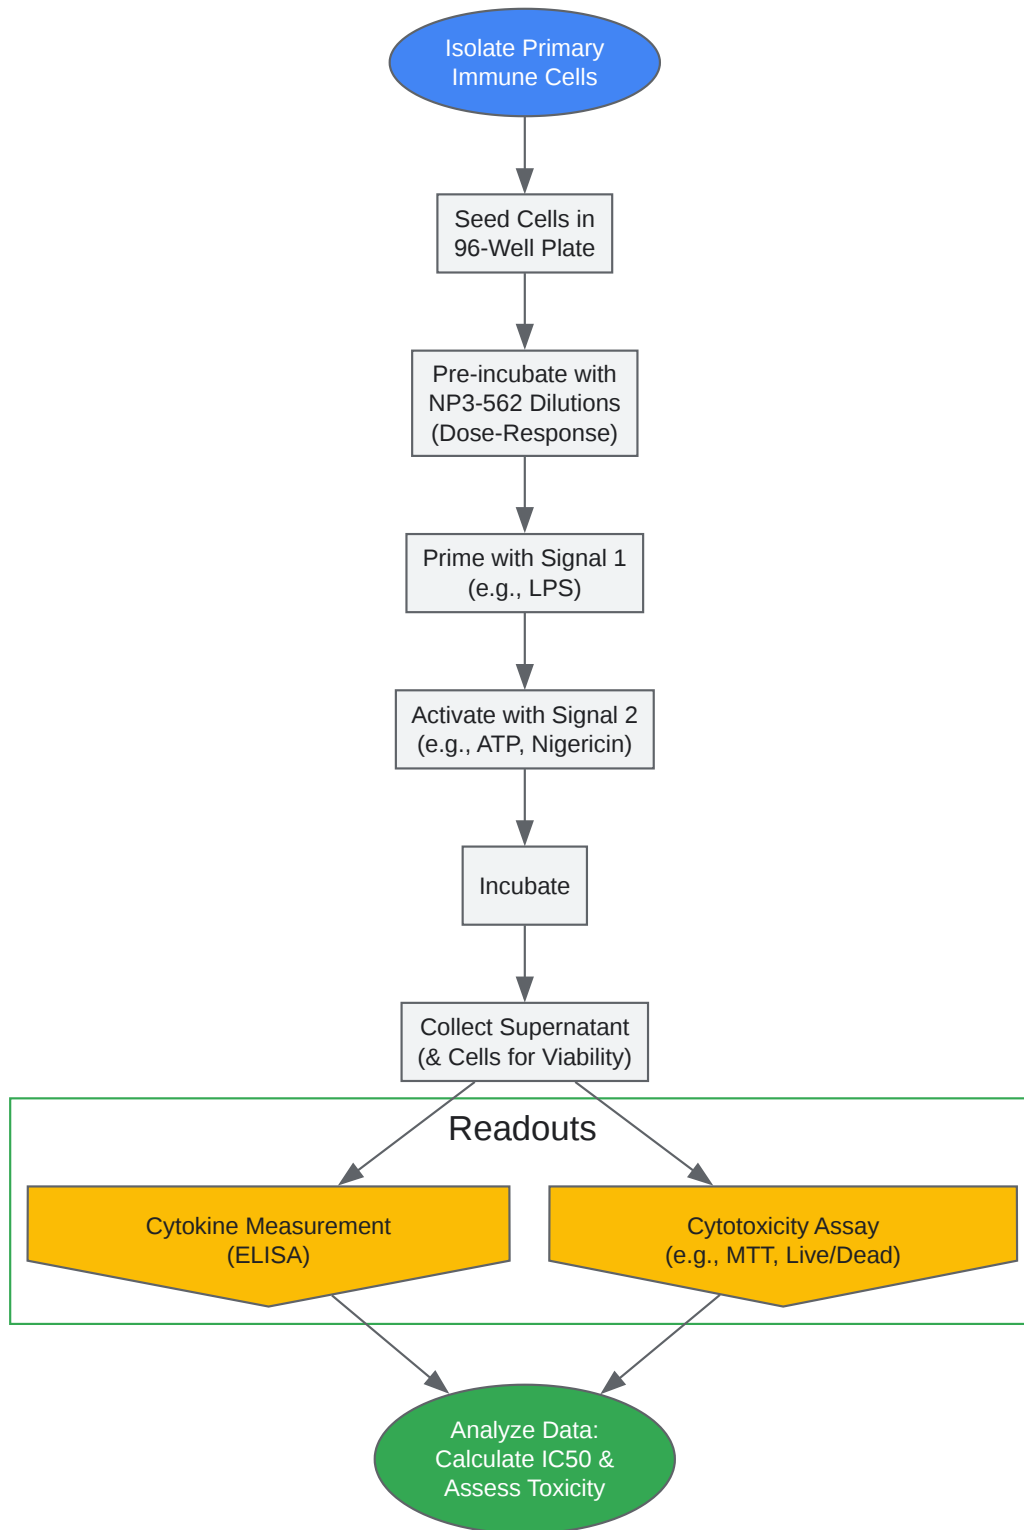 Isolate Primary
Immune Cells
Seed Cells in
96-Well Plate
Pre-incubate with
NP3-562 Dilutions
(Dose-Response)
Prime with Signal 1
(e.g., LPS)
Activate with Signal 2
(e.g., ATP, Nigericin)
Incubate
Collect Supernatant
(& Cells for Viability)
Readouts
Cytokine Measurement
(ELISA)
Cytotoxicity Assay
(e.g., MTT, Live/Dead)
Analyze Data:
Calculate IC50 &
Assess Toxicity